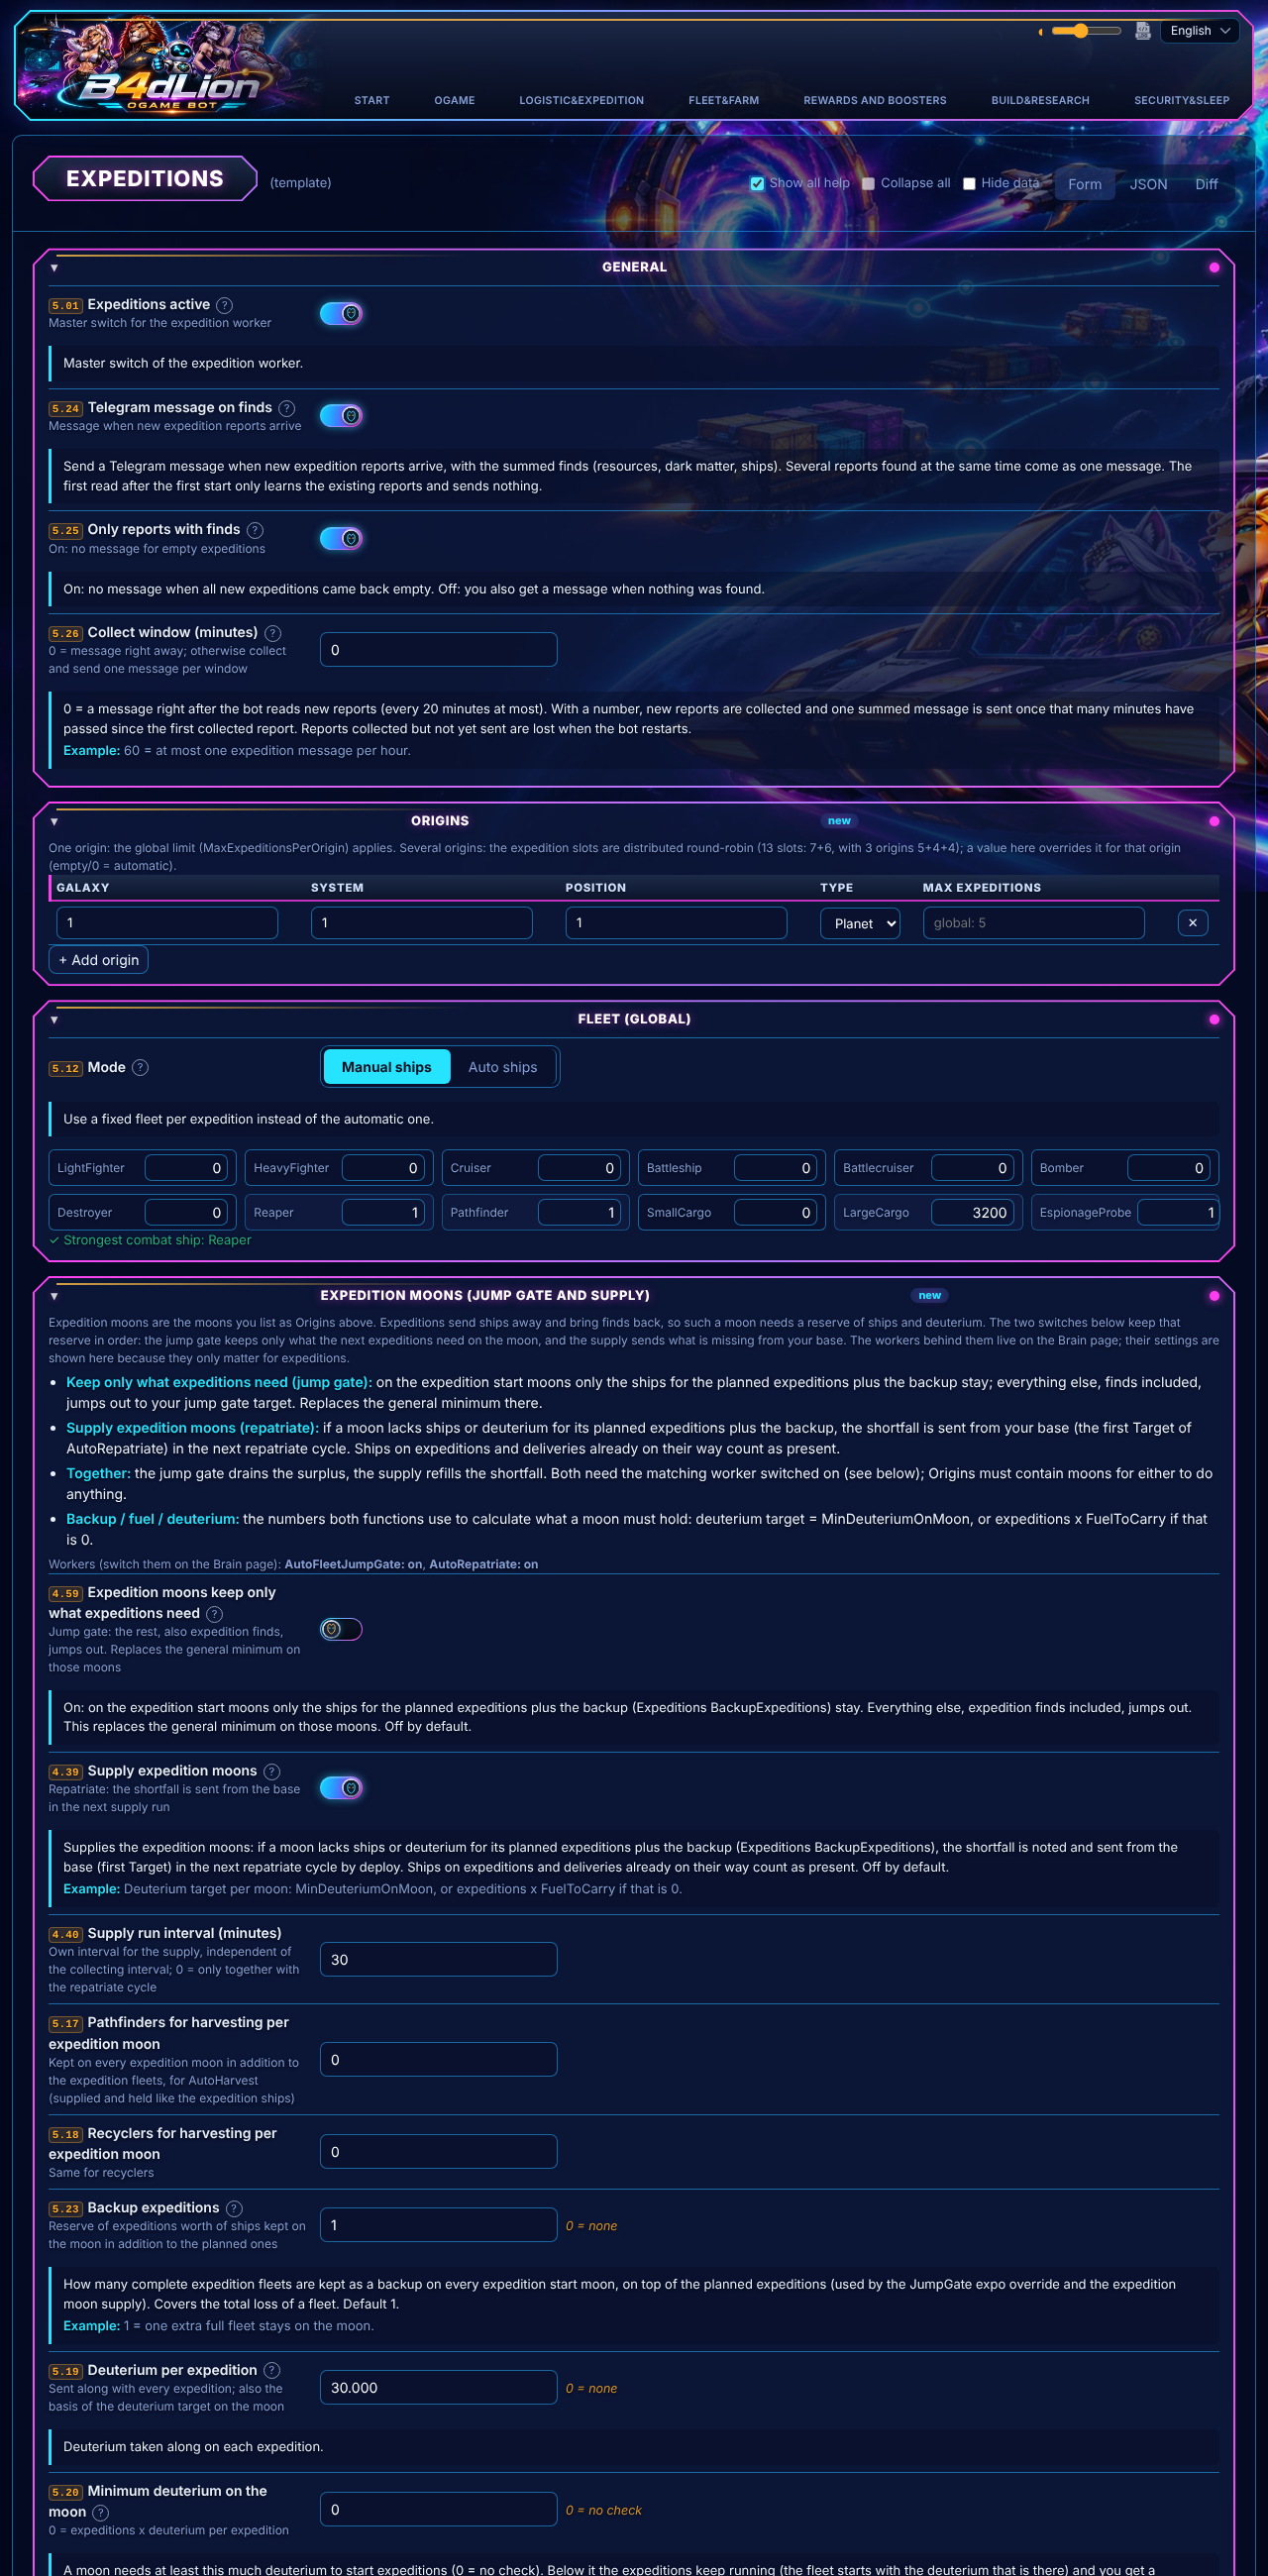 B4dLion
OGAME BOT
English
START
OGAME
LOGISTIC&EXPEDITION
FLEET&FARM
REWARDS AND BOOSTERS
BUILD&RESEARCH
SECURITY&SLEEP
EXPEDITIONS
(template)
Show all help
Collapse all
Hide data
Form
JSON
Diff
GENERAL
5.01 Expeditions active ?
Master switch for the expedition worker
Master switch of the expedition worker.
5.24 Telegram message on finds ?
Message when new expedition reports arrive
Send a Telegram message when new expedition reports arrive, with the summed finds (resources, dark matter, ships). Several reports found at the same time come as one message. The
first read after the first start only learns the existing reports and sends nothing.
5.25 Only reports with finds ?
On: no message for empty expeditions
On: no message when all new expeditions came back empty. Off: you also get a message when nothing was found.
5.26 Collect window (minutes) ?
0 = message right away; otherwise collect
and send one message per window
0
0 = a message right after the bot reads new reports (every 20 minutes at most). With a number, new reports are collected and one summed message is sent once that many minutes have
passed since the first collected report. Reports collected but not yet sent are lost when the bot restarts.
Example: 60 = at most one expedition message per hour.
ORIGINS
new
One origin: the global limit (MaxExpeditionsPerOrigin) applies. Several origins: the expedition slots are distributed round-robin (13 slots: 7+6, with 3 origins 5+4+4); a value here overrides it for that origin
(empty/0 = automatic).
GALAXY SYSTEM POSITION TYPE MAX EXPEDITIONS
1 1 1 Planet global: 5 ✕
+ Add origin
FLEET (GLOBAL)
5.12 Mode ?
Manual ships Auto ships
Use a fixed fleet per expedition instead of the automatic one.
LightFighter 0 HeavyFighter 0 Cruiser 0 Battleship 0 Battlecruiser 0 Bomber 0
Destroyer 0 Reaper 1 Pathfinder 1 SmallCargo 0 LargeCargo 3200 EspionageProbe 1
✓ Strongest combat ship: Reaper
EXPEDITION MOONS (JUMP GATE AND SUPPLY)
new
Expedition moons are the moons you list as Origins above. Expeditions send ships away and bring finds back, so such a moon needs a reserve of ships and deuterium. The two switches below keep that
reserve in order: the jump gate keeps only what the next expeditions need on the moon, and the supply sends what is missing from your base. The workers behind them live on the Brain page; their settings are
shown here because they only matter for expeditions.
• Keep only what expeditions need (jump gate): on the expedition start moons only the ships for the planned expeditions plus the backup stay; everything else, finds included,
jumps out to your jump gate target. Replaces the general minimum there.
• Supply expedition moons (repatriate): if a moon lacks ships or deuterium for its planned expeditions plus the backup, the shortfall is sent from your base (the first Target of
AutoRepatriate) in the next repatriate cycle. Ships on expeditions and deliveries already on their way count as present.
• Together: the jump gate drains the surplus, the supply refills the shortfall. Both need the matching worker switched on (see below); Origins must contain moons for either to do
anything.
• Backup / fuel / deuterium: the numbers both functions use to calculate what a moon must hold: deuterium target = MinDeuteriumOnMoon, or expeditions x FuelToCarry if that
is 0.
Workers (switch them on the Brain page): AutoFleetJumpGate: on, AutoRepatriate: on
4.59 Expedition moons keep only
what expeditions need ?
Jump gate: the rest, also expedition finds,
jumps out. Replaces the general minimum on
those moons
On: on the expedition start moons only the ships for the planned expeditions plus the backup (Expeditions BackupExpeditions) stay. Everything else, expedition finds included, jumps out.
This replaces the general minimum on those moons. Off by default.
4.39 Supply expedition moons ?
Repatriate: the shortfall is sent from the base
in the next supply run
Supplies the expedition moons: if a moon lacks ships or deuterium for its planned expeditions plus the backup (Expeditions BackupExpeditions), the shortfall is noted and sent from the
base (first Target) in the next repatriate cycle by deploy. Ships on expeditions and deliveries already on their way count as present. Off by default.
Example: Deuterium target per moon: MinDeuteriumOnMoon, or expeditions x FuelToCarry if that is 0.
4.40 Supply run interval (minutes)
Own interval for the supply, independent of
the collecting interval; 0 = only together with
the repatriate cycle
30
5.17 Pathfinders for harvesting per
expedition moon
Kept on every expedition moon in addition to
the expedition fleets, for AutoHarvest
(supplied and held like the expedition ships)
0
5.18 Recyclers for harvesting per
expedition moon
Same for recyclers
0
5.23 Backup expeditions ?
Reserve of expeditions worth of ships kept on
the moon in addition to the planned ones
1
0 = none
How many complete expedition fleets are kept as a backup on every expedition start moon, on top of the planned expeditions (used by the JumpGate expo override and the expedition
moon supply). Covers the total loss of a fleet. Default 1.
Example: 1 = one extra full fleet stays on the moon.
5.19 Deuterium per expedition ?
Sent along with every expedition; also the
basis of the deuterium target on the moon
30.000
0 = none
Deuterium taken along on each expedition.
5.20 Minimum deuterium on the
moon ?
0 = expeditions x deuterium per expedition
0
0 = no check
A moon needs at least this much deuterium to start expeditions (0 = no check). Below it the expeditions keep running (the fleet starts with the deuterium that is there) and you get a